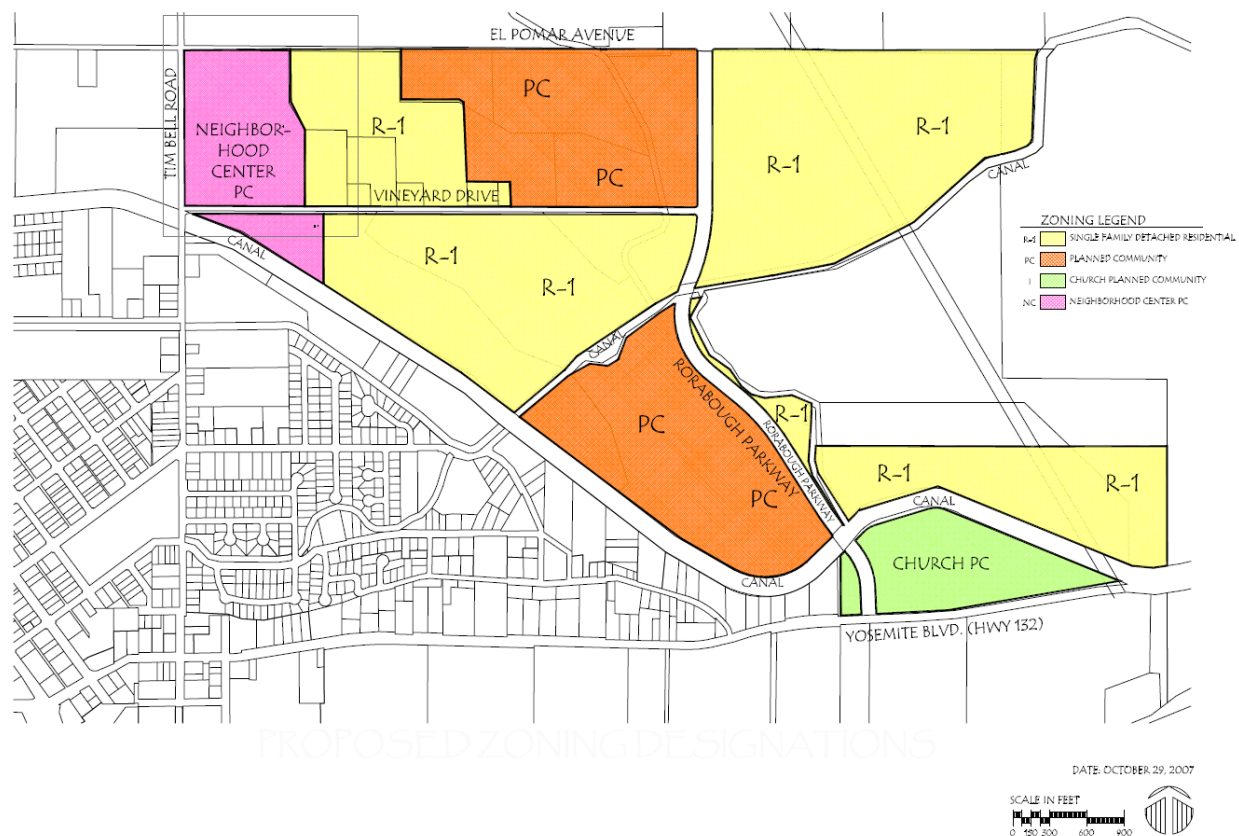 EL POMAR AVENUE
TIM BELL ROAD
PC
R-1
R-1
NEIGHBOR-
HOOD
CENTER
PC
R-1
PC
CANAL
VINEYARD DRIVE
ZONING LEGEND
R-1 SINGLE FAMILY DETACHED RESIDENTIAL
PC PLANNED COMMUNITY
I CHURCH PLANNED COMMUNITY
NC NEIGHBORHOOD CENTER PC
CANAL
R-1
R-1
CANAL
RORABOUGH PARKWAY
R-1
PC
RORABOUGH PARKWAY
R-1
R-1
PC
CANAL
CHURCH PC
CANAL
YOSEMITE BLVD. (HWY 132)
PROPOSED ZONING DESIGNATIONS
DATE: OCTOBER 29, 2007
SCALE IN FEET
0 150 300 600 900